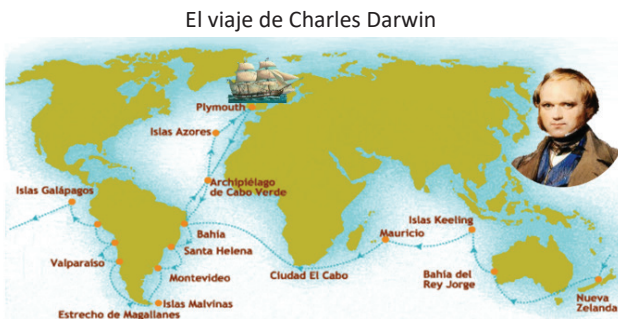 El viaje de Charles Darwin
Plymouth
Islas Azores
Archipiélago
de Cabo Verde
Islas Galápagos
Bahía
Santa Helena
Valparaiso
Montevideo
Islas Malvinas
Estrecho de Magallanes
Ciudad El Cabo
Mauricio
Islas Keeling
Bahía del
Rey Jorge
Nueva
Zelanda